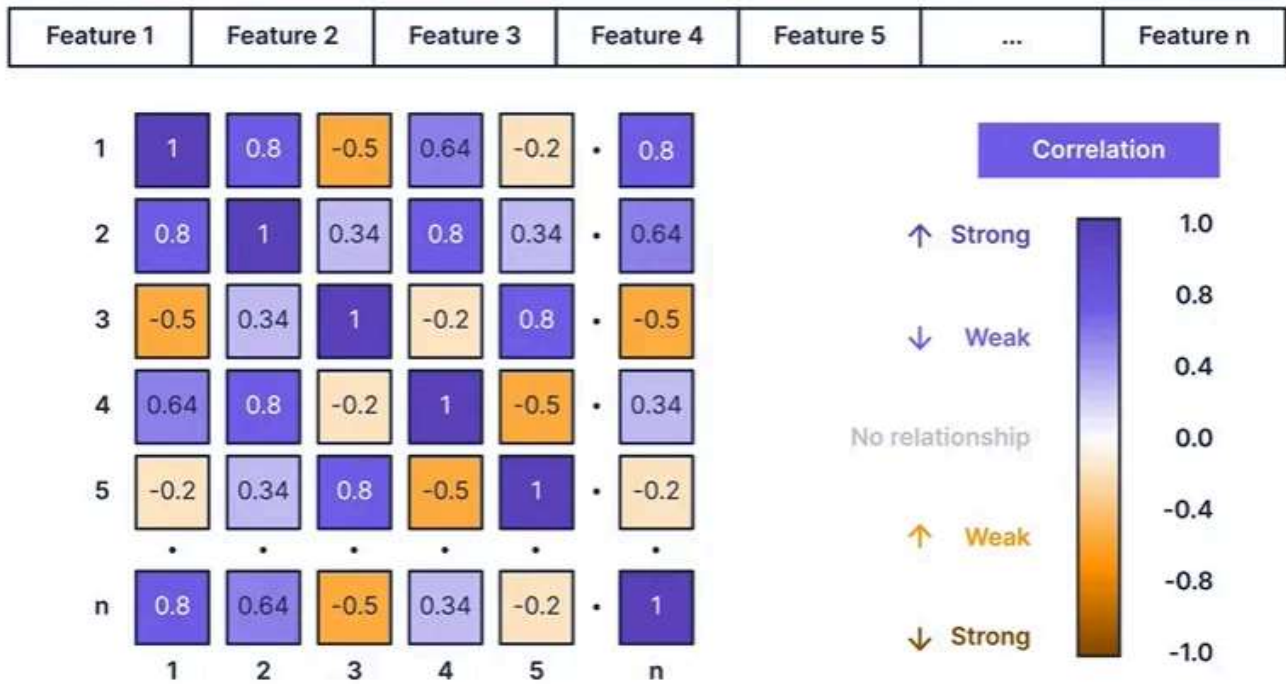 Feature 1 Feature 2 Feature 3 Feature 4 Feature 5 ... Feature n
Correlation
1 1 0.8 -0.5 0.64 -0.2 · 0.8
2 0.8 1 0.34 0.8 0.34 · 0.64
3 -0.5 0.34 1 -0.2 0.8 · -0.5
4 0.64 0.8 -0.2 1 -0.5 · 0.34
5 -0.2 0.34 0.8 -0.5 1 · -0.2
· · · · · ·
n 0.8 0.64 -0.5 0.34 -0.2 · 1
1 2 3 4 5 n
↑ Strong
↓ Weak
No relationship
↑ Weak
↓ Strong
1.0
0.8
0.4
0.0
-0.4
-0.8
-1.0